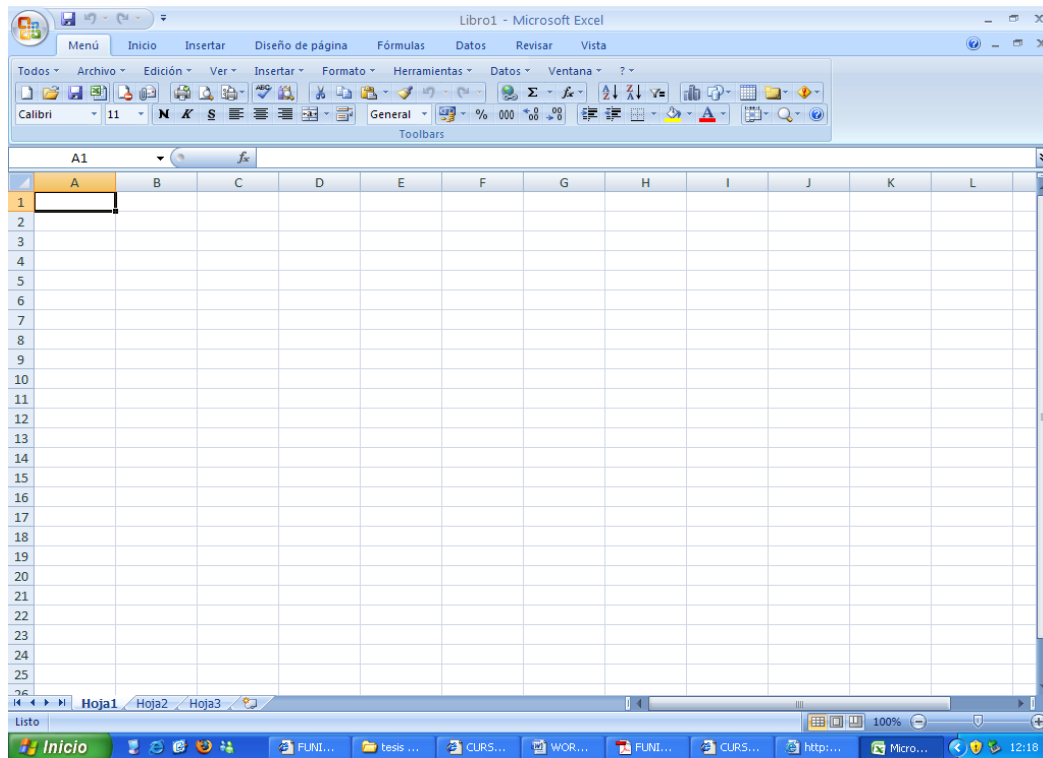 Libro1 - Microsoft Excel
Menú Inicio Insertar Diseño de página Fórmulas Datos Revisar Vista
Todos Archivo Edición Ver Insertar Formato Herramientas Datos Ventana ?
Calibri 11 N K S General % 000
Toolbars
A1 fx
A B C D E F G H I J K L
1
2
3
4
5
6
7
8
9
10
11
12
13
14
15
16
17
18
19
20
21
22
23
24
25
26
Hoja1 Hoja2 Hoja3
Listo 100%
Inicio FUNI... tesis ... CURS... WOR... FUNI... CURS... http:... Micro... 12:18